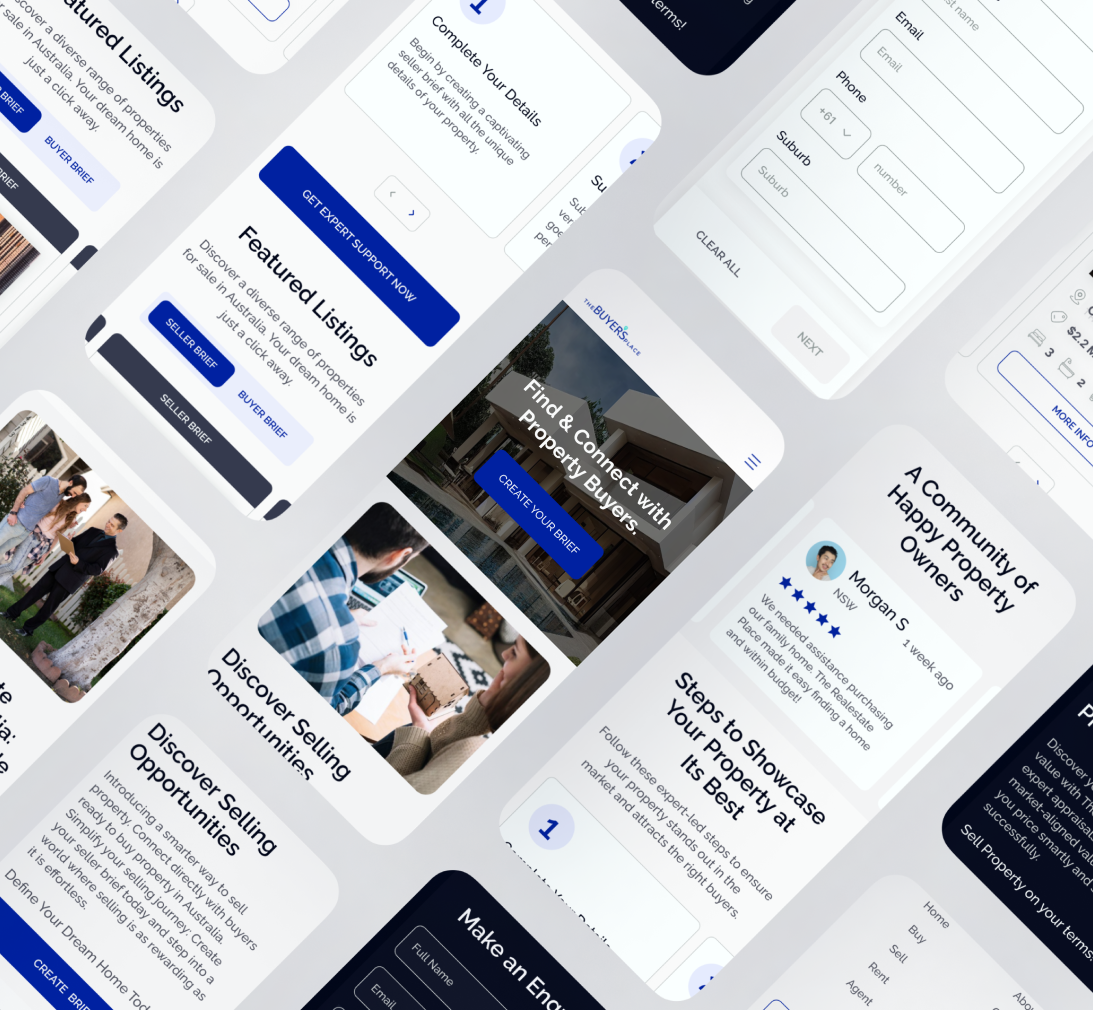 Featured Listings
Discover a diverse range of properties
for sale in Australia. Your dream home is
just a click away.
BRIEF
BUYER BRIEF
BRIEF
1
Complete Your Details
Begin by creating a captivating
seller brief with all the unique
details of your property.
GET EXPERT SUPPORT NOW
Featured Listings
Discover a diverse range of properties
for sale in Australia. Your dream home is
just a click away.
SELLER BRIEF
BUYER BRIEF
SELLER BRIEF
terms!
Email
Email
Phone
+61
number
Suburb
Suburb
CLEAR ALL
NEXT
3
2
MORE INFO
THE BUYERS PLACE
Find & Connect with
Property Buyers.
CREATE YOUR BRIEF
Discover Selling
Opportunities
A Community of
Happy Property
Owners
Morgan S
NSW
1 week ago
We needed assistance purchasing
our family home. The Realestate
Place made it easy finding a home
and within budget!
Steps to Showcase
Your Property at
Its Best
Follow these expert-led steps to ensure
your property stands out in the
market and attracts the right buyers.
1
Discover Selling
Opportunities
Introducing a smarter way to sell
property. Connect directly with buyers
ready to buy property in Australia.
Simplify your selling journey: Create
your seller brief today and step into a
world where selling is as rewarding as
it is effortless.
Define Your Dream Home Tod
CREATE BRIEF
Make an Enq
Full Name
Email
Discover y
value with Th
expert appraisa
market-aligned val
you price smartly and
successfully.
Sell Property on your terms
Home
Buy
Sell
Rent
Agent
Abou